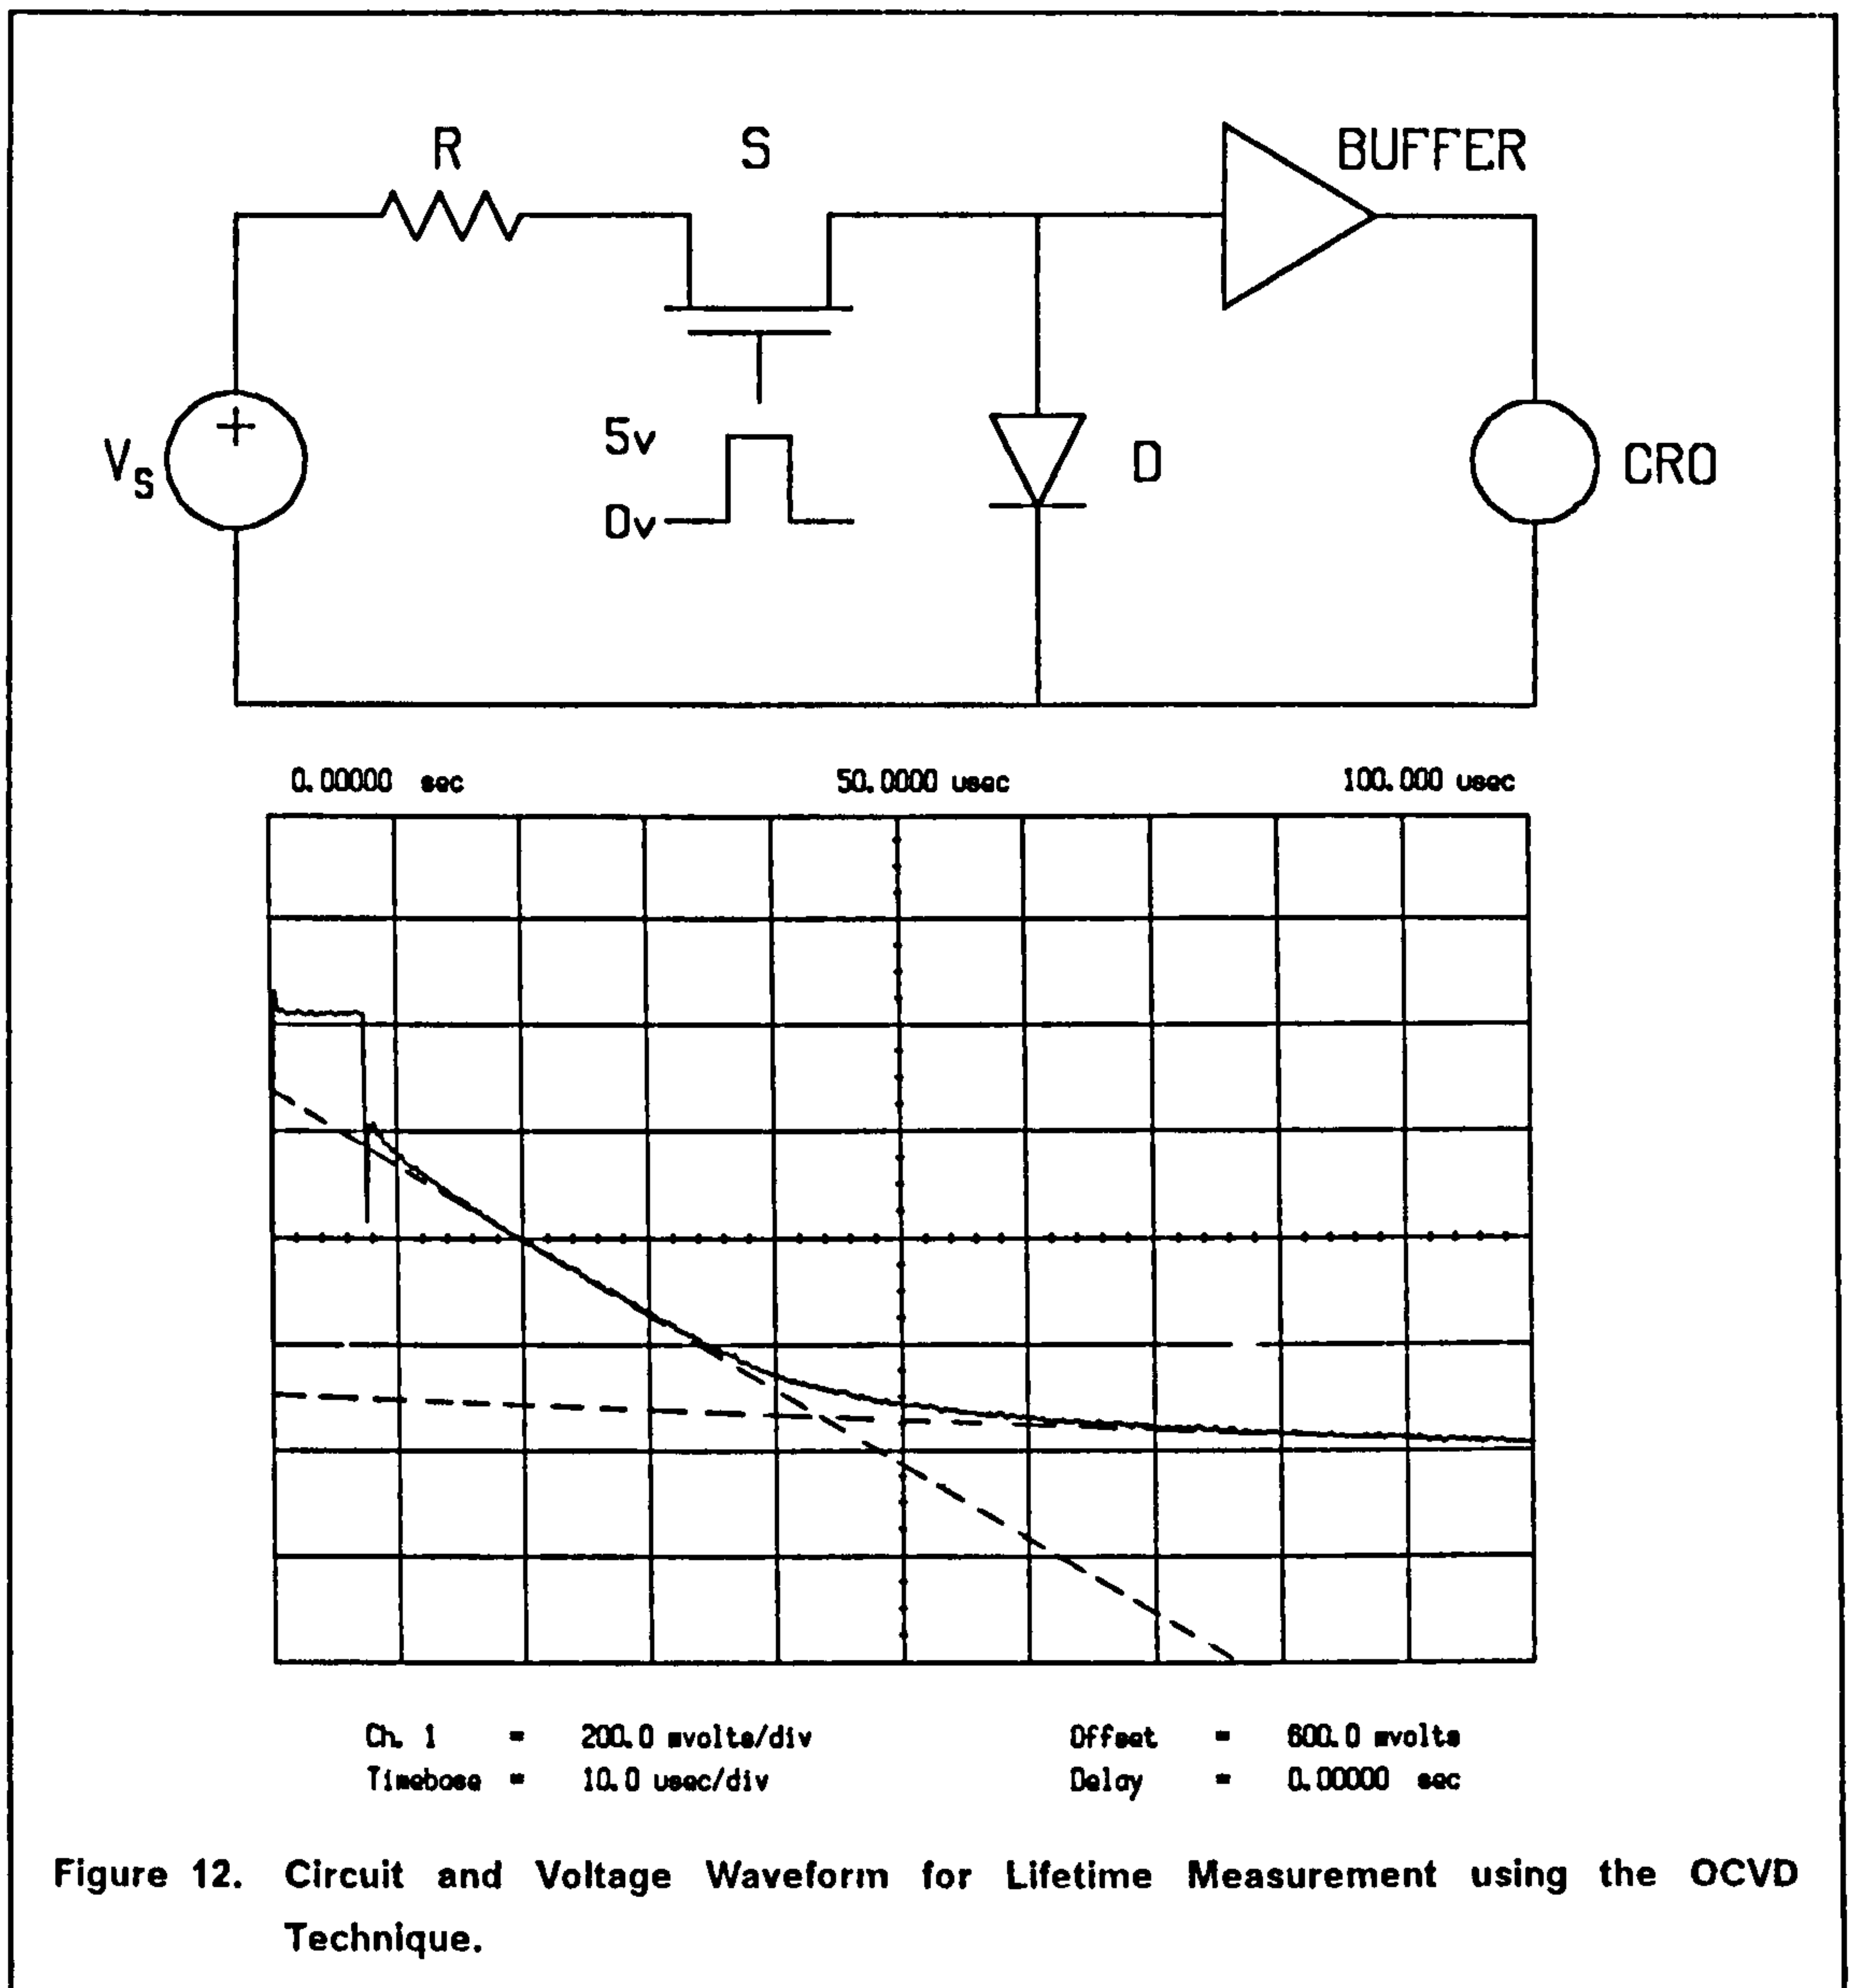 R S BUFFER
5v
0v
Vs
D
CRO
0.00000 sec 50.0000 usec 100.000 usec
Ch. 1 = 200.0 mvolts/div Offset = 600.0 mvolts
Timebase = 10.0 usec/div Delay = 0.00000 sec
Figure 12. Circuit and Voltage Waveform for Lifetime Measurement using the OCVD
Technique.